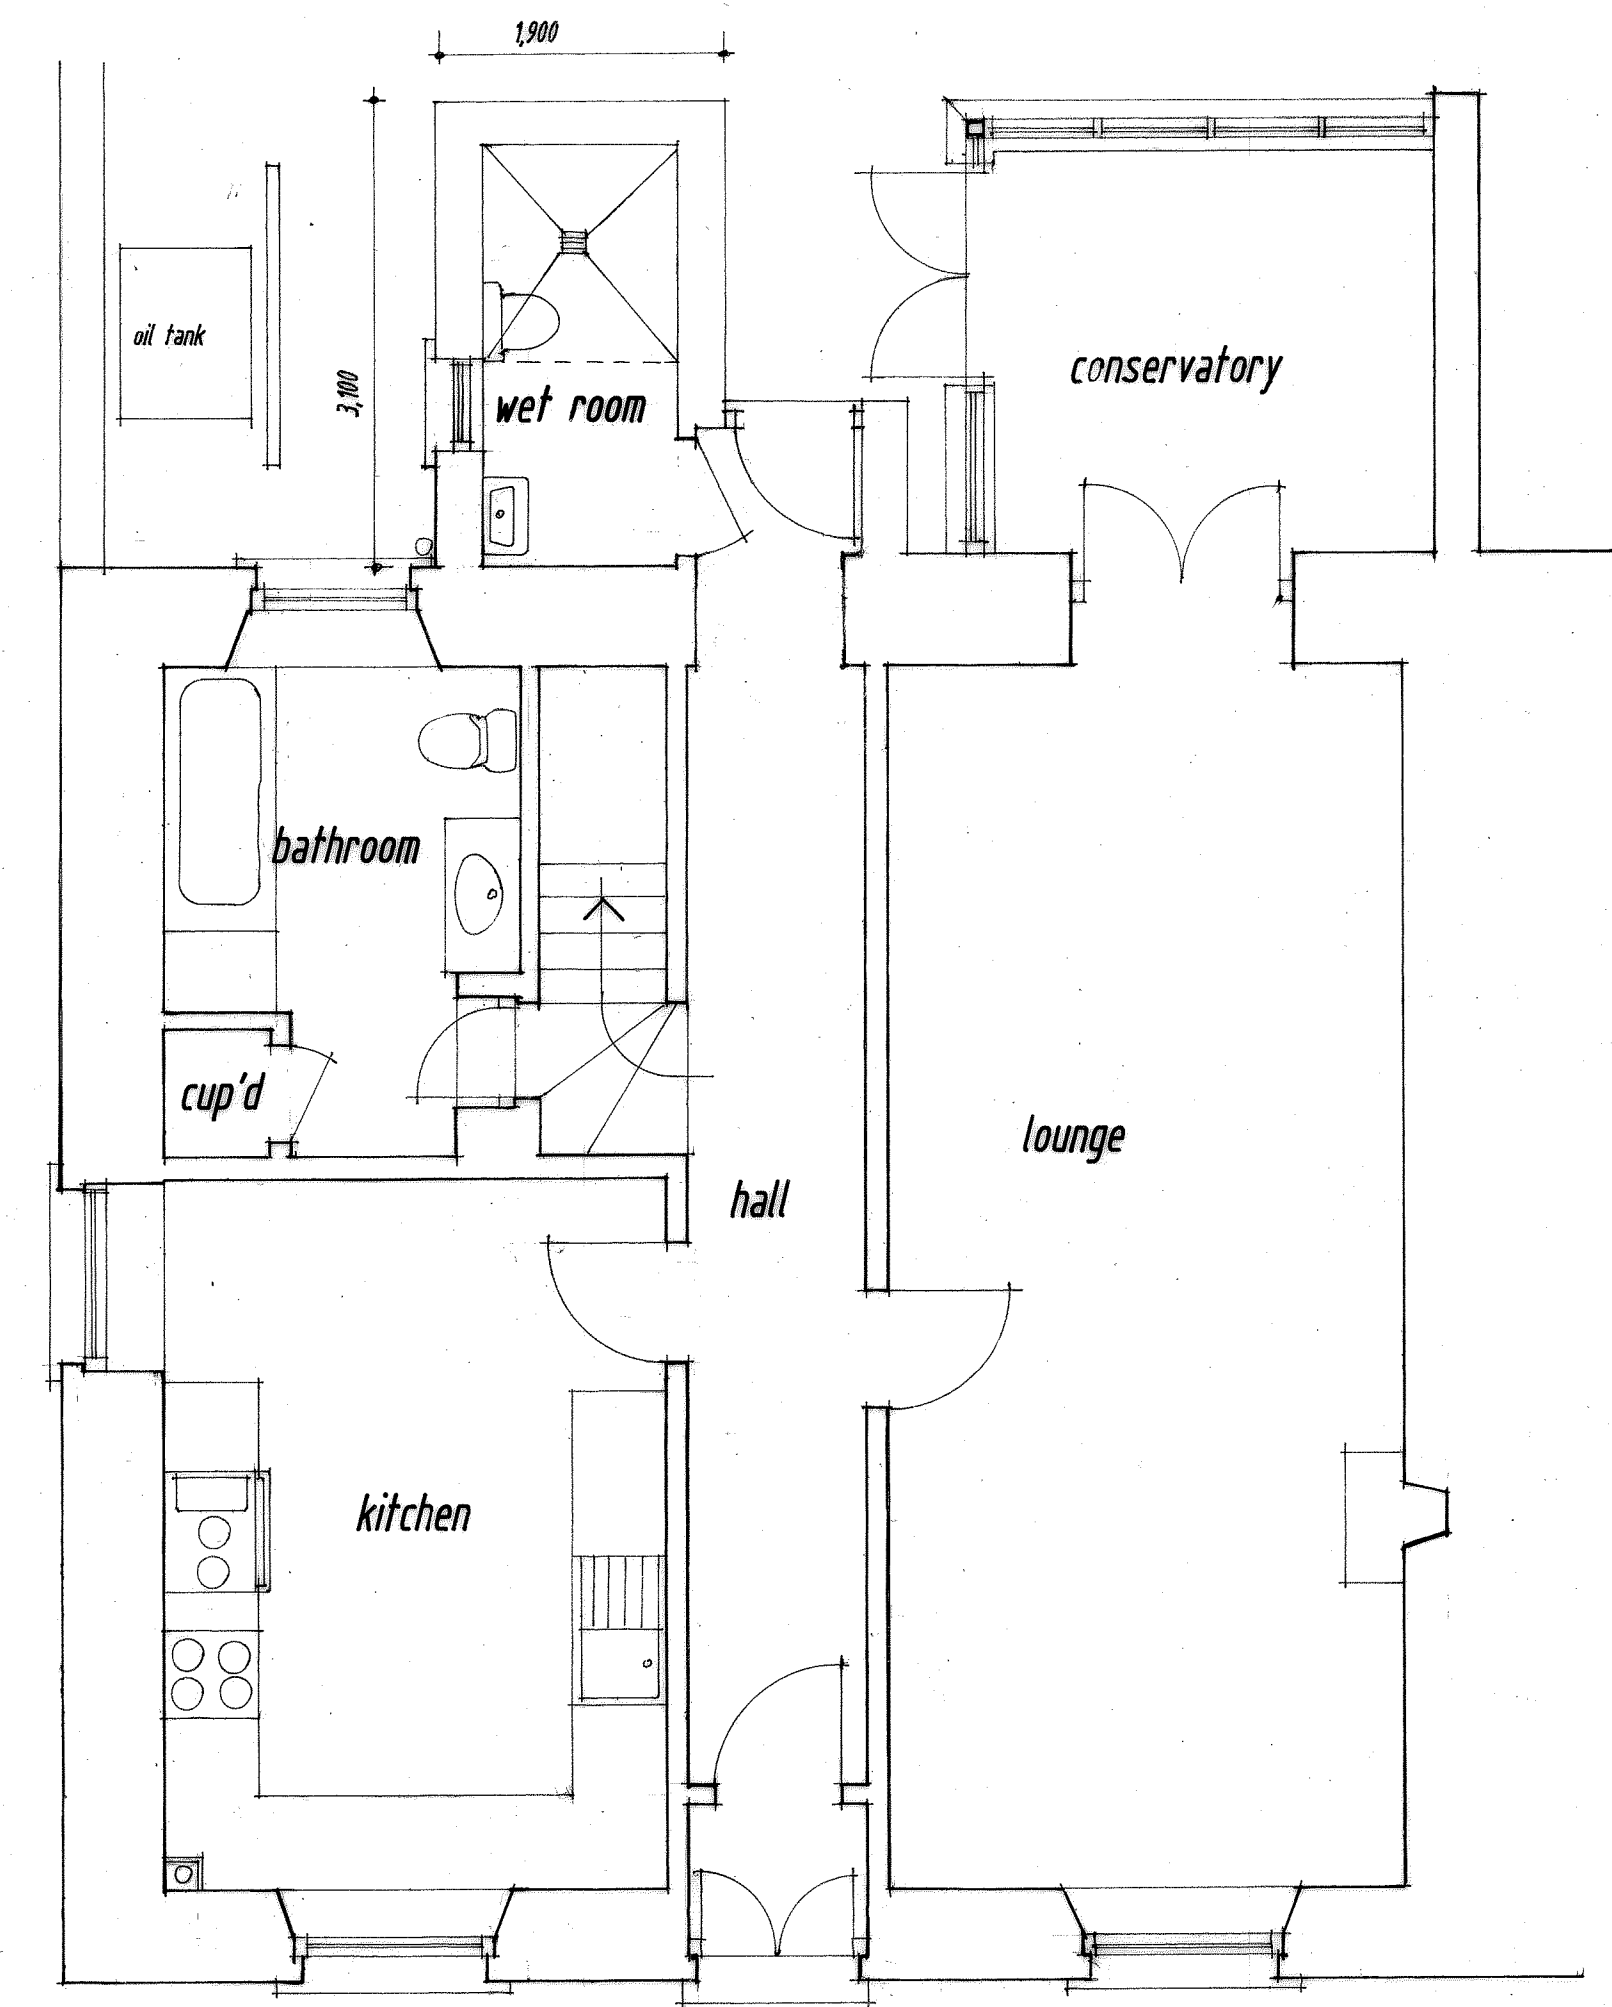 1,900
oil tank
3,100
wet room
conservatory
bathroom
cup'd
lounge
hall
kitchen